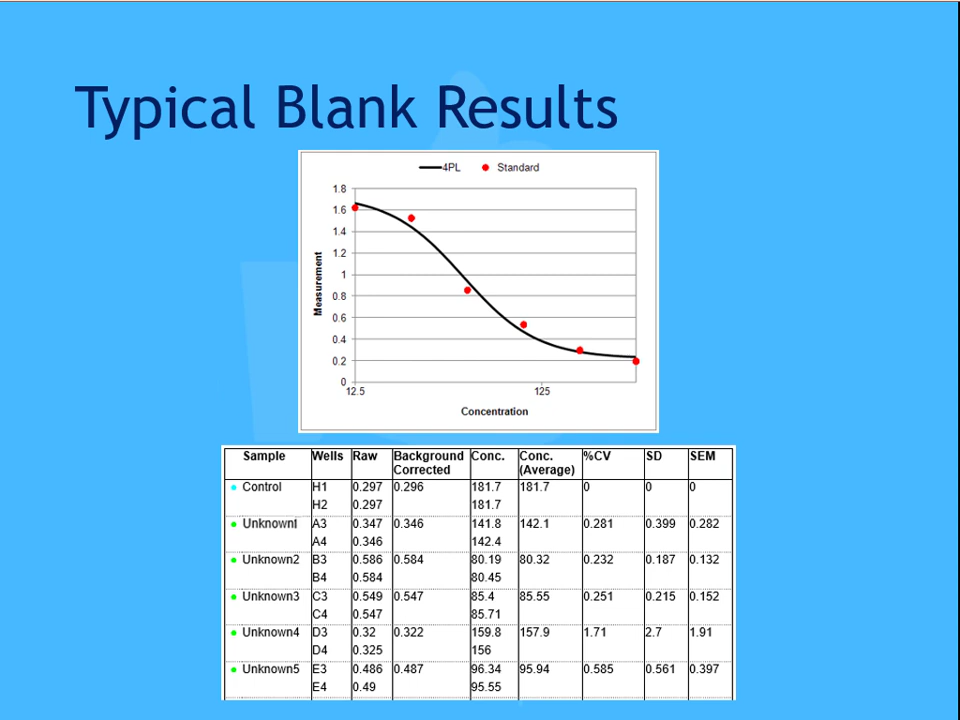 Typical Blank Results
4PL Standard
1.8
1.6
1.4
1.2
1
0.8
0.6
0.4
0.2
0
Measurement
12.5 125
Concentration
Sample Wells Raw Background Corrected Conc. Conc. (Average) %CV SD SEM
Control H1 0.297 0.296 181.7 181.7 0 0 0
H2 0.297 181.7
Unknown1 A3 0.347 0.346 141.8 142.1 0.281 0.399 0.282
A4 0.346 142.4
Unknown2 B3 0.586 0.584 80.19 80.32 0.232 0.187 0.132
B4 0.584 80.45
Unknown3 C3 0.549 0.547 85.4 85.55 0.251 0.215 0.152
C4 0.547 85.71
Unknown4 D3 0.32 0.322 159.8 157.9 1.71 2.7 1.91
D4 0.325 156
Unknown5 E3 0.486 0.487 96.34 95.94 0.585 0.561 0.397
E4 0.49 95.55